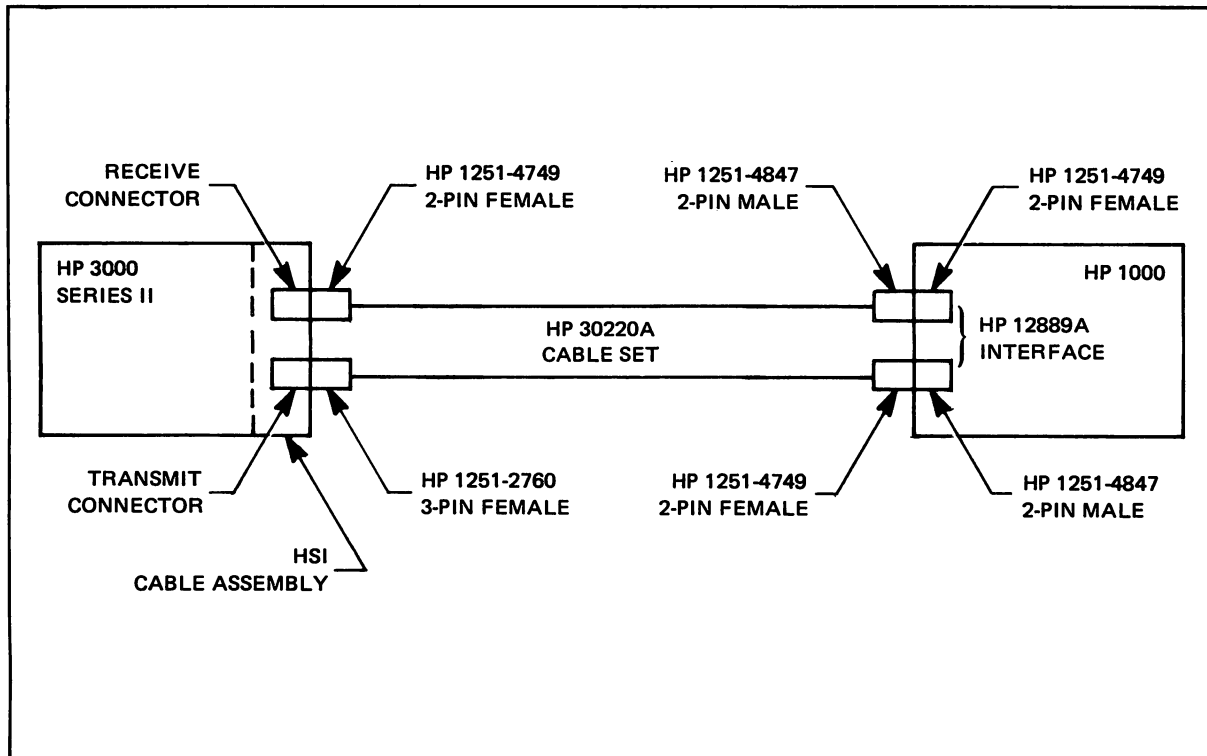 RECEIVE
CONNECTOR
HP 1251-4749
2-PIN FEMALE
HP 1251-4847
2-PIN MALE
HP 1251-4749
2-PIN FEMALE
HP 3000
SERIES II
HP 1000
HP 30220A
CABLE SET
HP 12889A
INTERFACE
TRANSMIT
CONNECTOR
HP 1251-2760
3-PIN FEMALE
HP 1251-4749
2-PIN FEMALE
HP 1251-4847
2-PIN MALE
HSI
CABLE ASSEMBLY